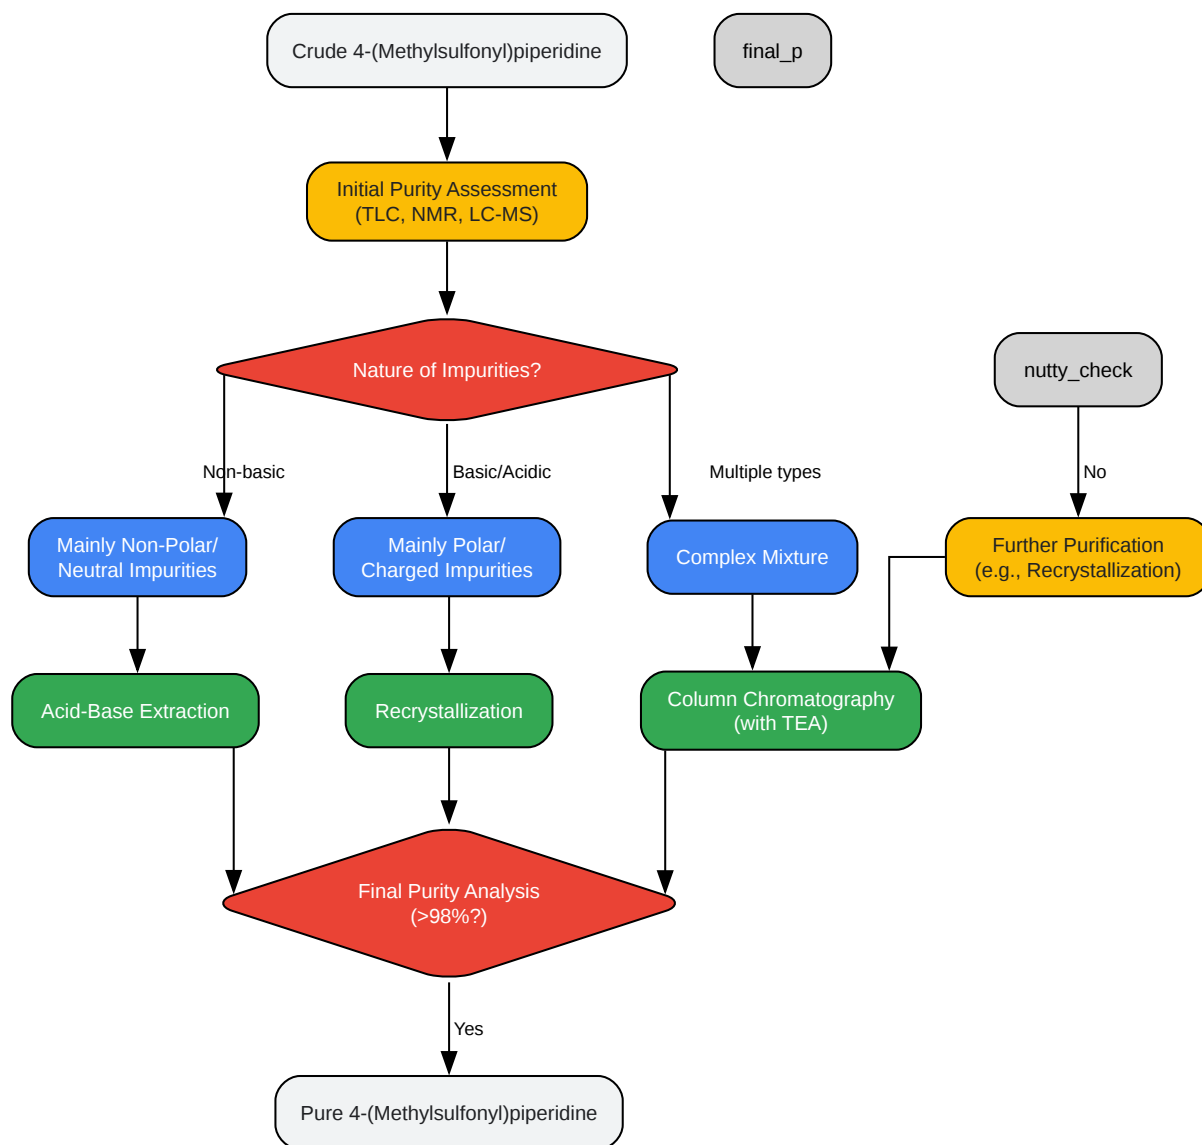 Crude 4-(Methylsulfonyl)piperidine
final_p
Initial Purity Assessment
(TLC, NMR, LC-MS)
Nature of Impurities?
nutty_check
Non-basic
Basic/Acidic
Multiple types
No
Mainly Non-Polar/
Neutral Impurities
Mainly Polar/
Charged Impurities
Complex Mixture
Further Purification
(e.g., Recrystallization)
Acid-Base Extraction
Recrystallization
Column Chromatography
(with TEA)
Final Purity Analysis
(>98%?)
Yes
Pure 4-(Methylsulfonyl)piperidine